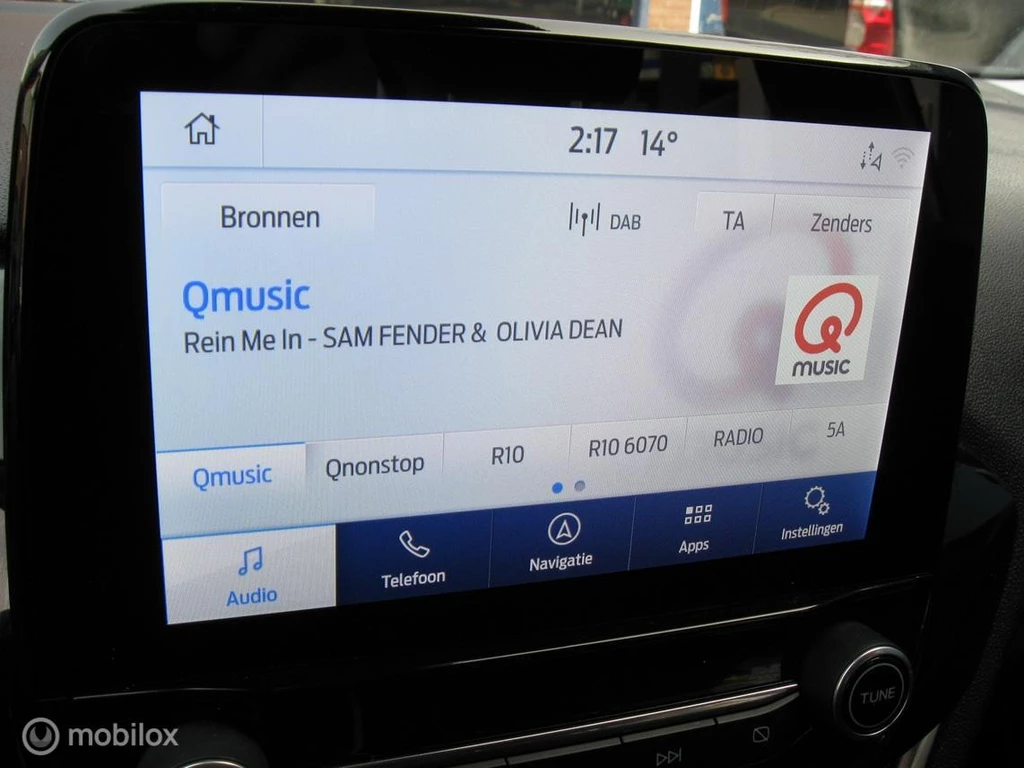 2:17 14°
Bronnen
DAB
TA
Zenders
Qmusic
Rein Me In - SAM FENDER & OLIVIA DEAN
Q
MUSIC
Qmusic
Qnonstop
R10
R10 6070
RADIO
5A
Audio
Telefoon
Navigatie
Apps
Instellingen
TUNE
mobilox